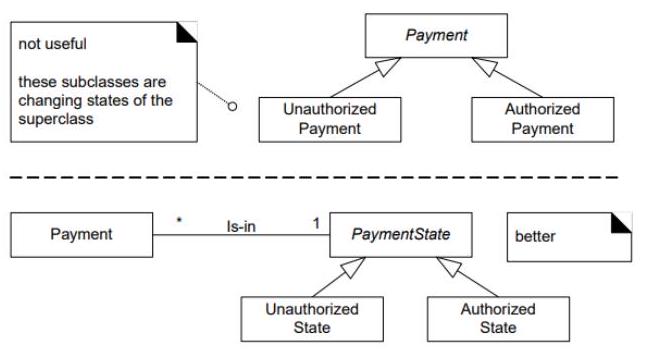 not useful
these subclasses are
changing states of the
superclass
Payment
Unauthorized
Payment
Authorized
Payment
Payment
*
Is-in
1
PaymentState
better
Unauthorized
State
Authorized
State